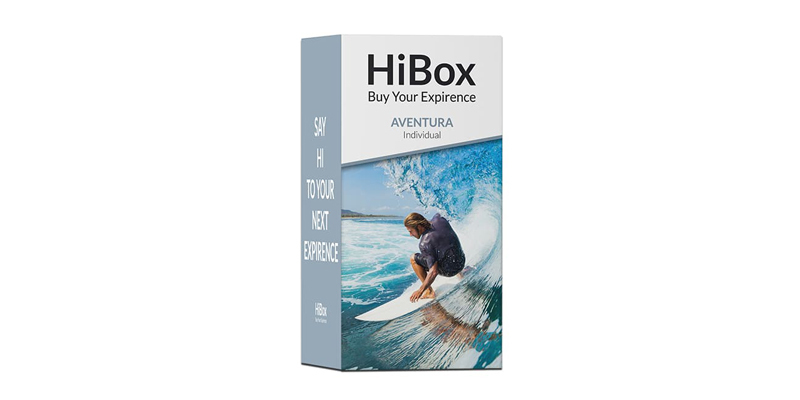 HiBox
Buy Your Expirence
AVENTURA
Individual
SAY
HI
TO YOUR
NEXT
EXPIRENCE
HiBox